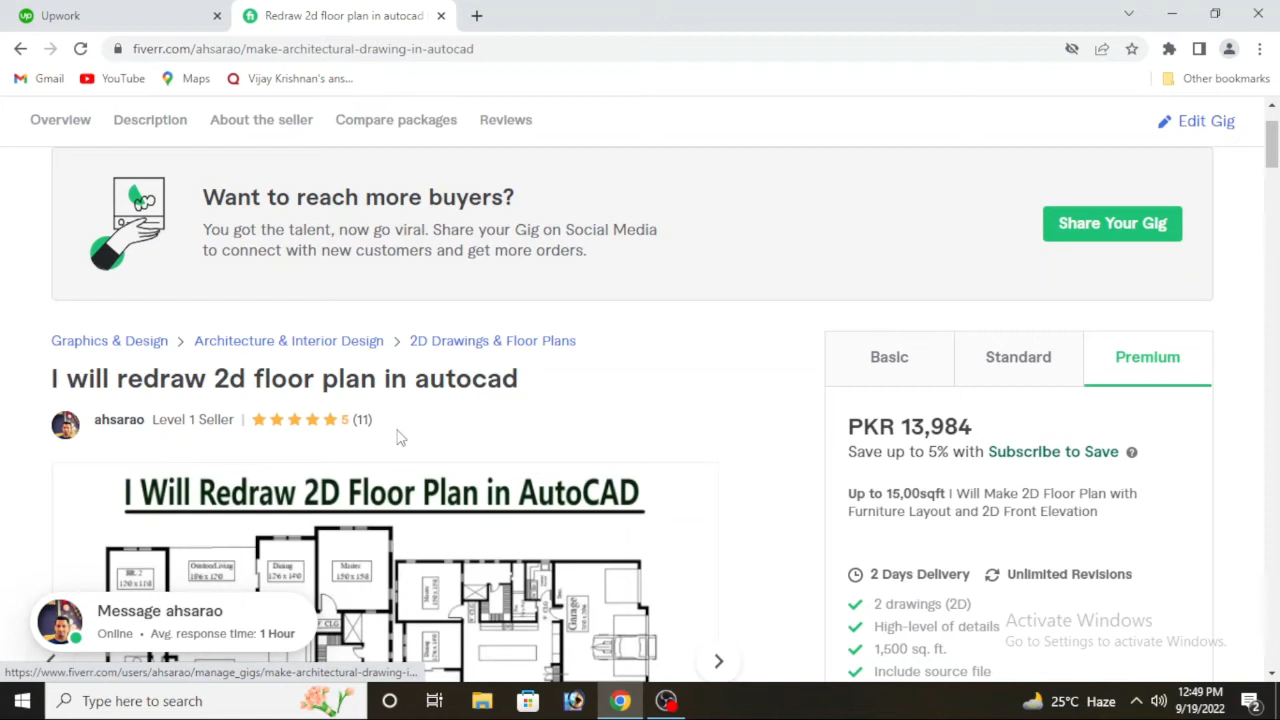 Upwork
Redraw 2d floor plan in autocad
fiverr.com/ahsarao/make-architectural-drawing-in-autocad
Gmail YouTube Maps Vijay Krishnan's ans... Other bookmarks
Overview Description About the seller Compare packages Reviews Edit Gig
Want to reach more buyers?
You got the talent, now go viral. Share your Gig on Social Media
to connect with new customers and get more orders.
Share Your Gig
Graphics & Design > Architecture & Interior Design > 2D Drawings & Floor Plans
I will redraw 2d floor plan in autocad
ahsarao Level 1 Seller | 5 (11)
Basic Standard Premium
PKR 13,984
Save up to 5% with Subscribe to Save
Up to 15,00sqft I Will Make 2D Floor Plan with
Furniture Layout and 2D Front Elevation
2 Days Delivery Unlimited Revisions
2 drawings (2D)
High-level of details
1,500 sq. ft.
Include source file
I Will Redraw 2D Floor Plan in AutoCAD
Dining
Master
Garage
Message ahsarao
Online • Avg. response time: 1 Hour
Activate Windows
Go to Settings to activate Windows.
https://www.fiverr.com/users/ahsarao/manage_gigs/make-architectural-drawing-i...
Type here to search
25°C Haze
12:49 PM
9/19/2022
2